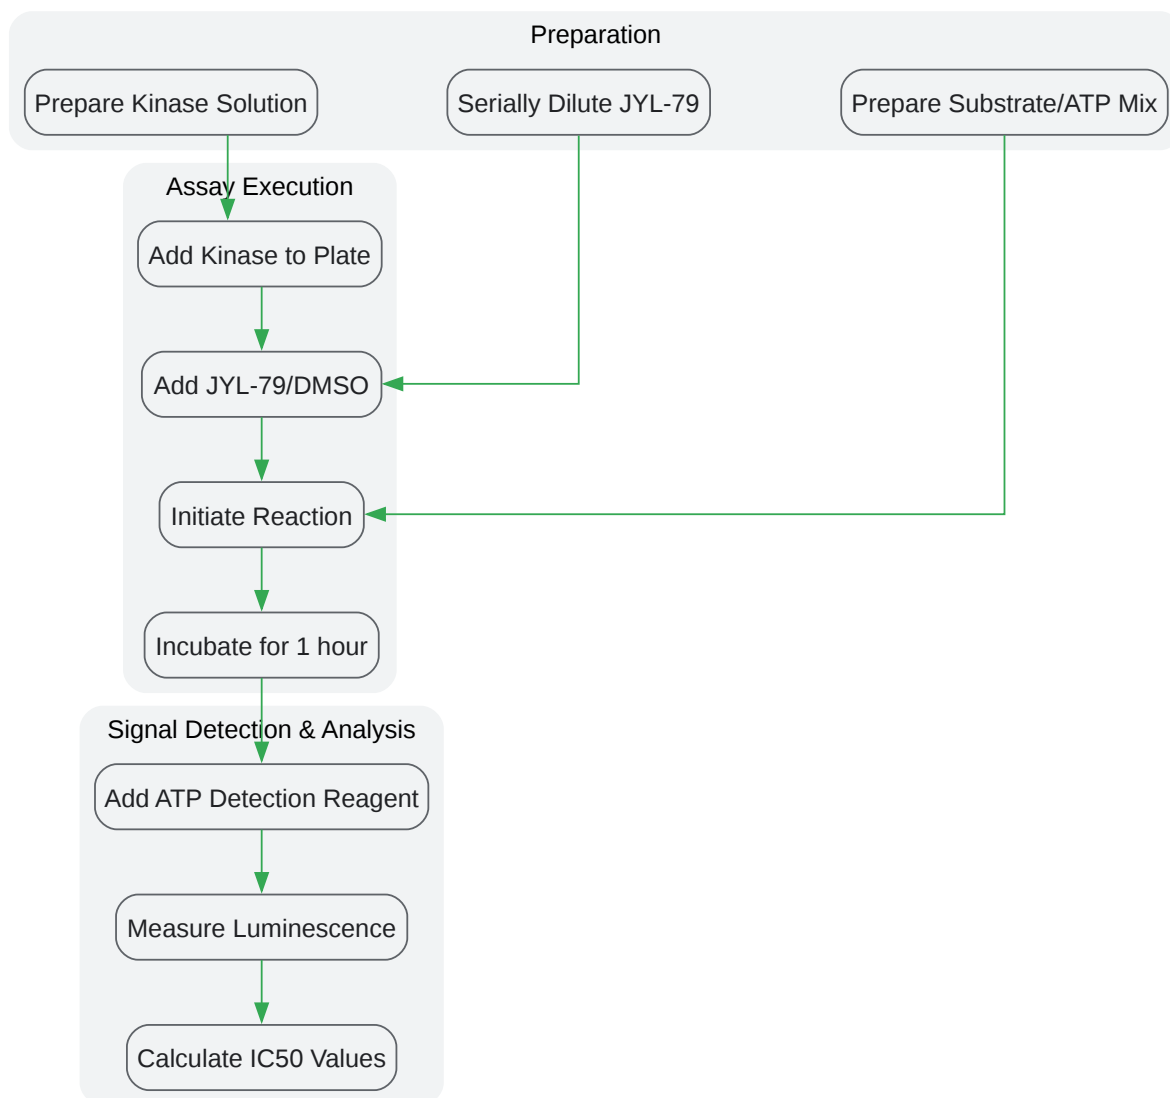 Preparation
Prepare Kinase Solution
Serially Dilute JYL-79
Prepare Substrate/ATP Mix
Assay Execution
Add Kinase to Plate
Add JYL-79/DMSO
Initiate Reaction
Incubate for 1 hour
Signal Detection & Analysis
Add ATP Detection Reagent
Measure Luminescence
Calculate IC50 Values